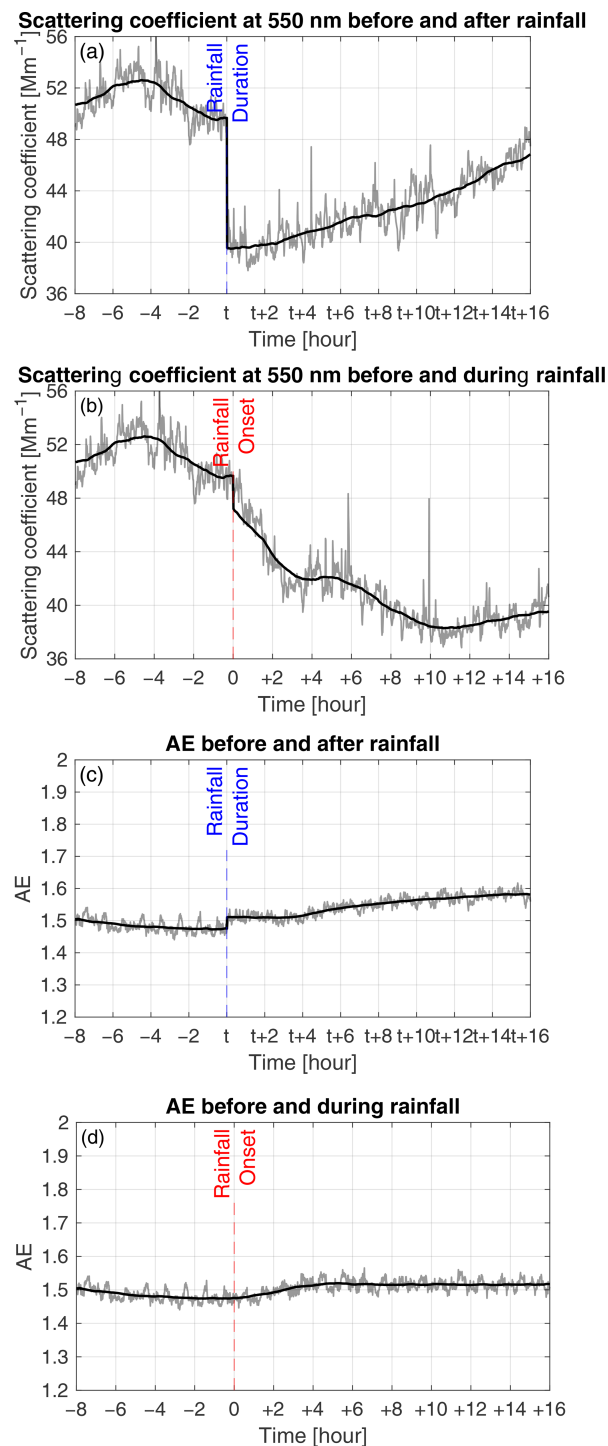 Scattering coefficient at 550 nm before and after rainfall
(a)
Rainfall
Duration
Scattering coefficient [Mm⁻¹]
56
52
48
44
40
36
−8 −6 −4 −2 t t+2 t+4 t+6 t+8 t+10 t+12 t+14 t+16
Time [hour]
Scattering coefficient at 550 nm before and during rainfall
(b)
Rainfall
Onset
Scattering coefficient [Mm⁻¹]
56
52
48
44
40
36
−8 −6 −4 −2 0 +2 +4 +6 +8 +10 +12 +14 +16
Time [hour]
AE before and after rainfall
(c)
Rainfall
Duration
AE
2
1.9
1.8
1.7
1.6
1.5
1.4
1.3
1.2
−8 −6 −4 −2 t t+2 t+4 t+6 t+8 t+10 t+12 t+14 t+16
Time [hour]
AE before and during rainfall
(d)
Rainfall
Onset
AE
2
1.9
1.8
1.7
1.6
1.5
1.4
1.3
1.2
−8 −6 −4 −2 0 +2 +4 +6 +8 +10 +12 +14 +16
Time [hour]